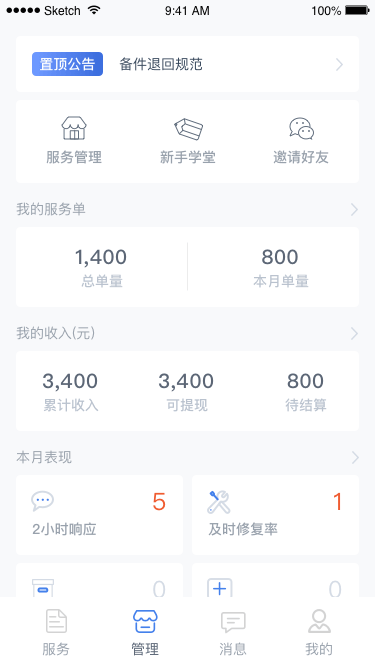 Sketch 9:41 AM 100%
置顶公告 备件退回规范
服务管理 新手学堂 邀请好友
我的服务单
1,400 800
总单量 本月单量
我的收入(元)
3,400 3,400 800
累计收入 可提现 待结算
本月表现
5 1
2小时响应 及时修复率
0 0
服务 管理 消息 我的